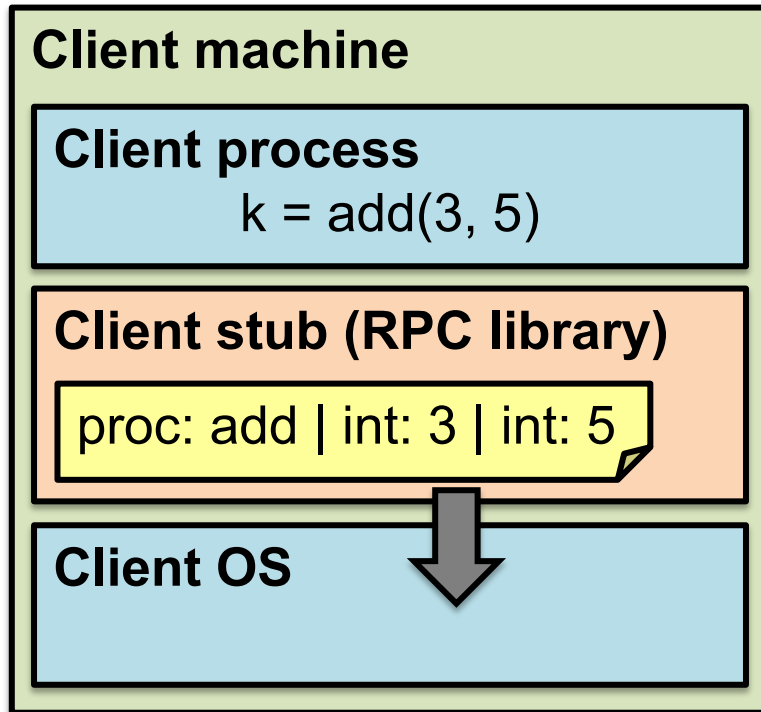 Client machine
Client process
k = add(3, 5)
Client stub (RPC library)
proc: add | int: 3 | int: 5
Client OS